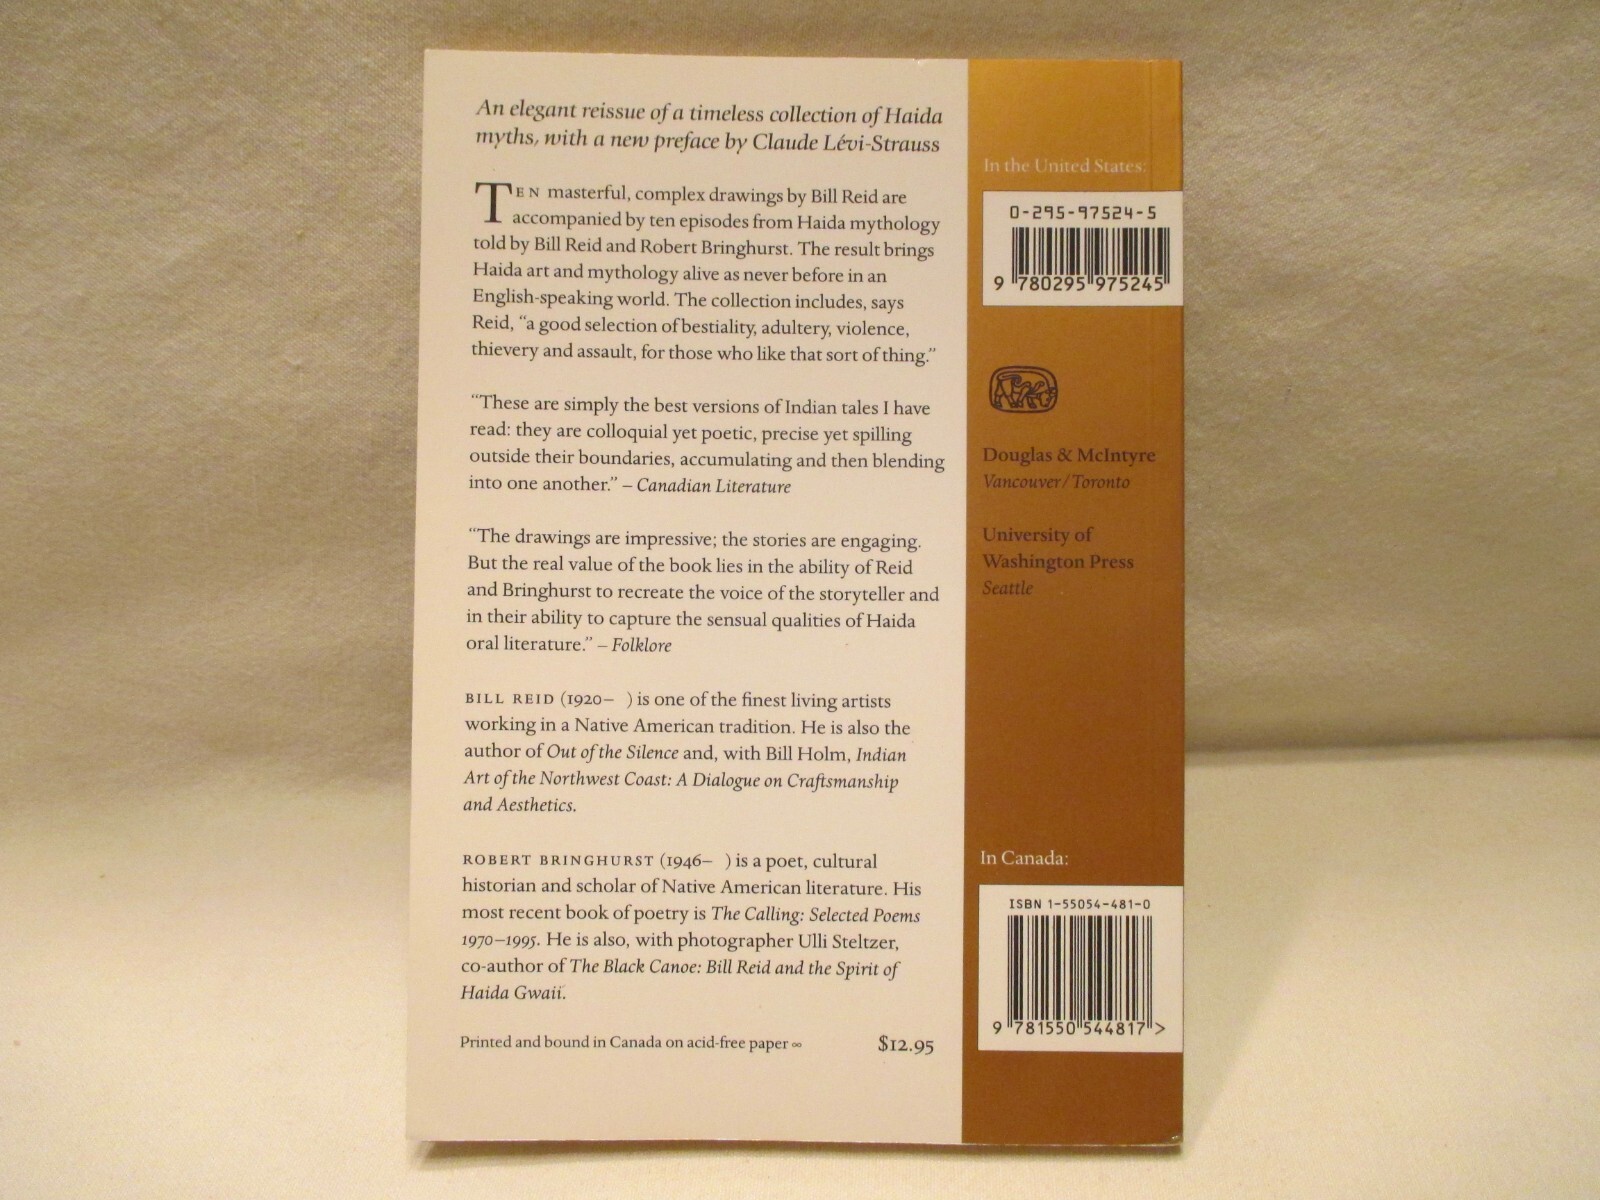 An elegant reissue of a timeless collection of Haida
myths, with a new preface by Claude Lévi-Strauss
TEN masterful, complex drawings by Bill Reid are
accompanied by ten episodes from Haida mythology
told by Bill Reid and Robert Bringhurst. The result brings
Haida art and mythology alive as never before in an
English-speaking world. The collection includes, says
Reid, “a good selection of bestiality, adultery, violence,
thievery and assault, for those who like that sort of thing.”
“These are simply the best versions of Indian tales I have
read: they are colloquial yet poetic, precise yet spilling
outside their boundaries, accumulating and then blending
into one another.” – Canadian Literature
“The drawings are impressive; the stories are engaging.
But the real value of the book lies in the ability of Reid
and Bringhurst to recreate the voice of the storyteller and
in their ability to capture the sensual qualities of Haida
oral literature.” – Folklore
BILL REID (1920– ) is one of the finest living artists
working in a Native American tradition. He is also the
author of Out of the Silence and, with Bill Holm, Indian
Art of the Northwest Coast: A Dialogue on Craftsmanship
and Aesthetics.
ROBERT BRINGHURST (1946– ) is a poet, cultural
historian and scholar of Native American literature. His
most recent book of poetry is The Calling: Selected Poems
1970–1995. He is also, with photographer Ulli Steltzer,
co-author of The Black Canoe: Bill Reid and the Spirit of
Haida Gwaii.
Printed and bound in Canada on acid-free paper ∞
$12.95
In the United States:
0-295-97524-5
9 780295 975245
Douglas & McIntyre
Vancouver/Toronto
University of
Washington Press
Seattle
In Canada:
ISBN 1-55054-481-0
9 781550 544817 >